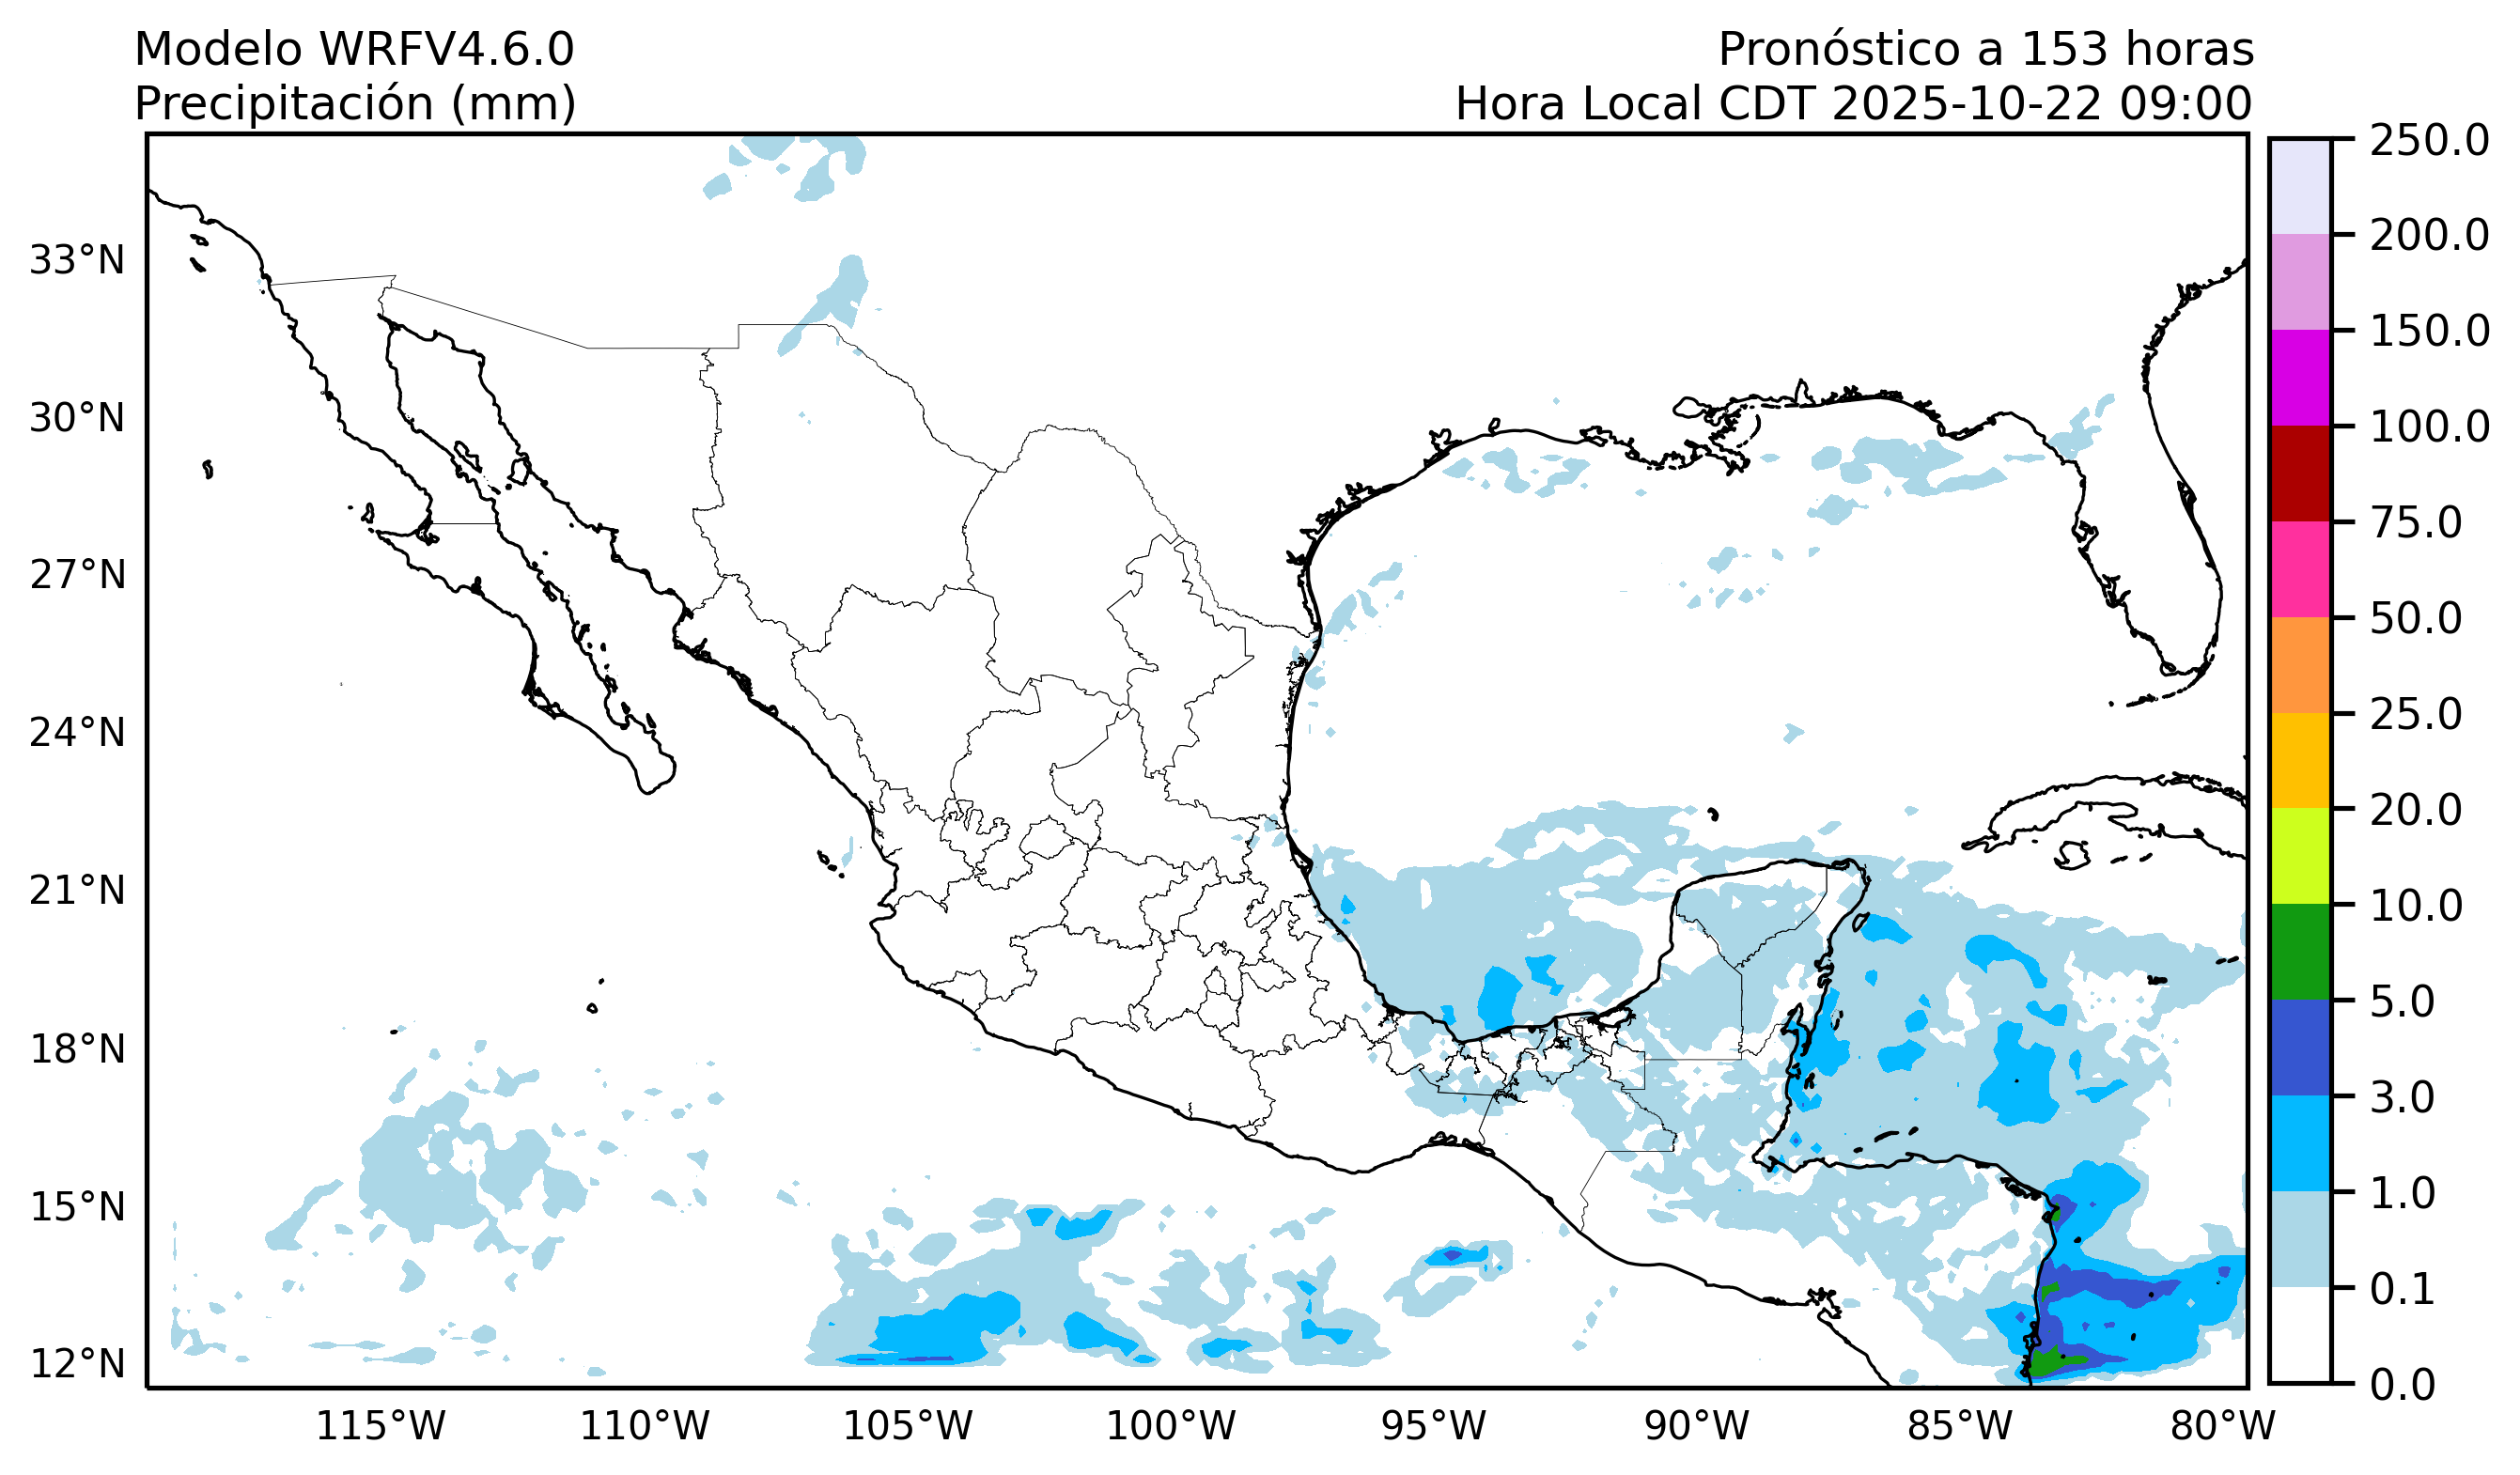 Modelo WRFV4.6.0
Precipitación (mm)
Pronóstico a 153 horas
Hora Local CDT 2025-10-22 09:00
33°N
30°N
27°N
24°N
21°N
18°N
15°N
12°N
115°W
110°W
105°W
100°W
95°W
90°W
85°W
80°W
250.0
200.0
150.0
100.0
75.0
50.0
25.0
20.0
10.0
5.0
3.0
1.0
0.1
0.0